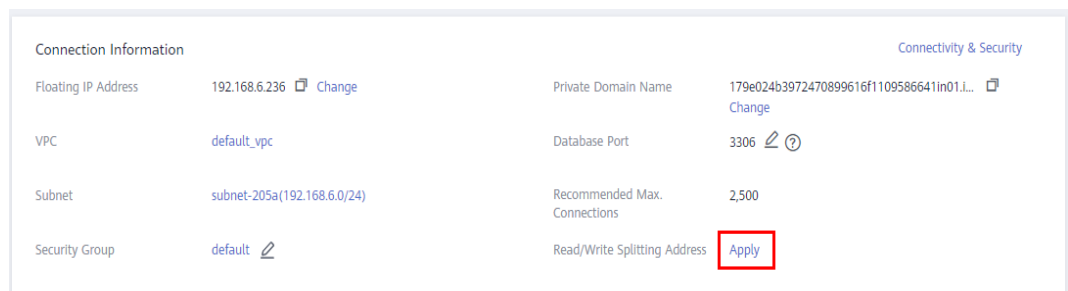 Connection Information
Connectivity & Security
Floating IP Address
192.168.6.236 Change
Private Domain Name
179e024b3972470899616f1109586641in01.i...
Change
VPC
default_vpc
Database Port
3306
Subnet
subnet-205a(192.168.6.0/24)
Recommended Max.
Connections
2,500
Security Group
default
Read/Write Splitting Address
Apply